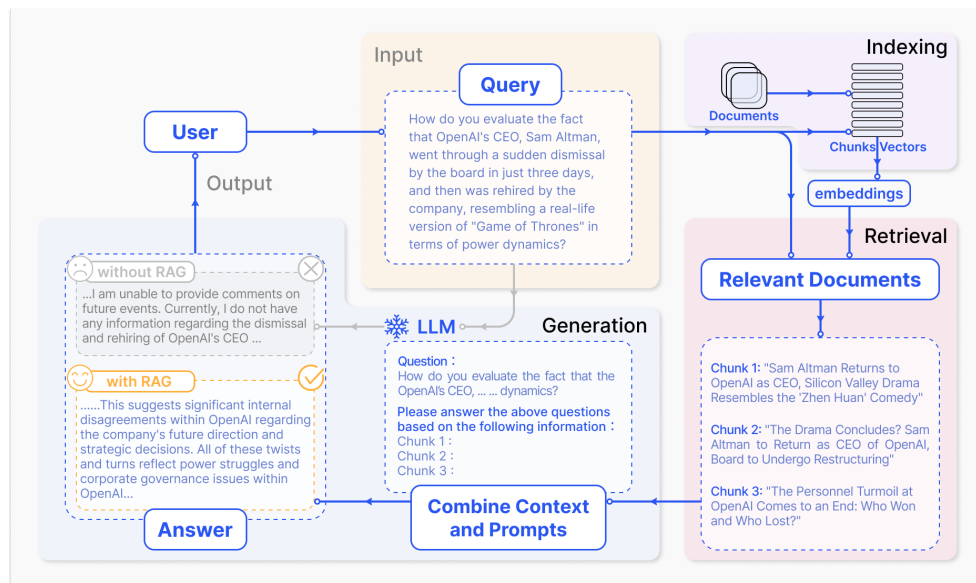 Input
Query
How do you evaluate the fact
that OpenAI's CEO, Sam Altman,
went through a sudden dismissal
by the board in just three days,
and then was rehired by the
company, resembling a real-life
version of "Game of Thrones" in
terms of power dynamics?
Indexing
Documents
Chunks Vectors
embeddings
User
Output
Retrieval
Relevant Documents
Chunk 1: "Sam Altman Returns to
OpenAI as CEO, Silicon Valley Drama
Resembles the 'Zhen Huan' Comedy"
Chunk 2: "The Drama Concludes? Sam
Altman to Return as CEO of OpenAI,
Board to Undergo Restructuring"
Chunk 3: "The Personnel Turmoil at
OpenAI Comes to an End: Who Won
and Who Lost?"
without RAG
...I am unable to provide comments on
future events. Currently, I do not have
any information regarding the dismissal
and rehiring of OpenAI's CEO ...
with RAG
......This suggests significant internal
disagreements within OpenAI regarding
the company's future direction and
strategic decisions. All of these twists
and turns reflect power struggles and
corporate governance issues within
OpenAI...
Answer
LLM
Generation
Question :
How do you evaluate the fact that the
OpenAI's CEO, ... ... dynamics?
Please answer the above questions
based on the following information :
Chunk 1 :
Chunk 2 :
Chunk 3 :
Combine Context
and Prompts